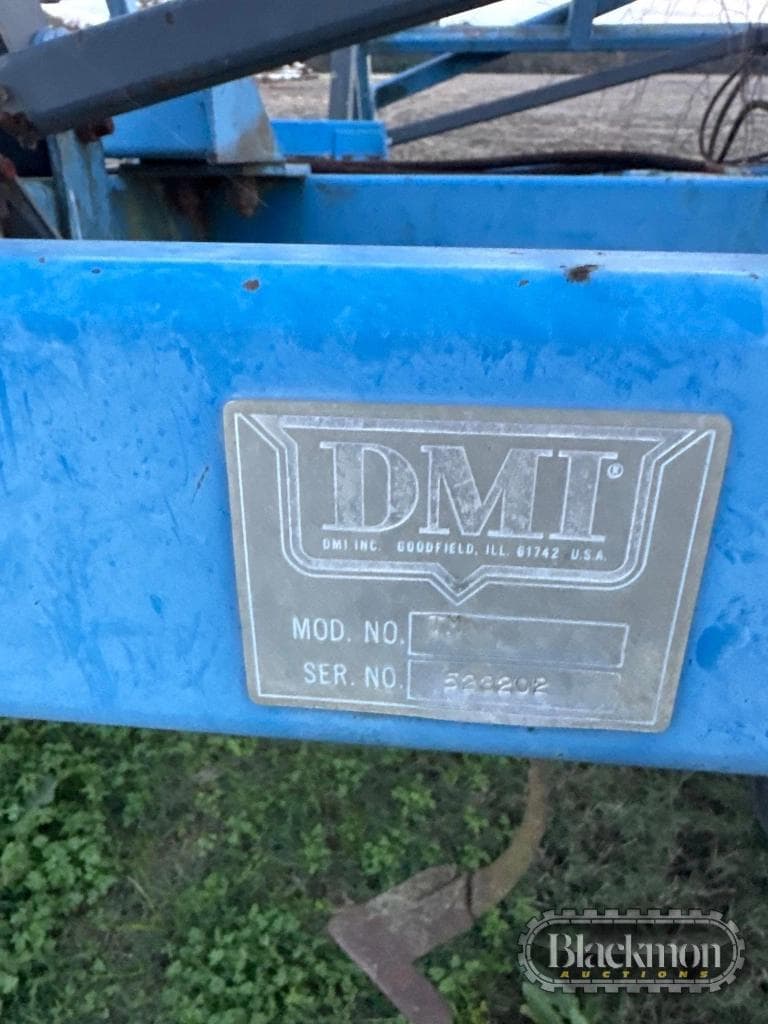 DMI®
DMI INC. GOODFIELD, ILL. 61742 U.S.A.
MOD. NO.
SER. NO.
Blackmon
AUCTIONS